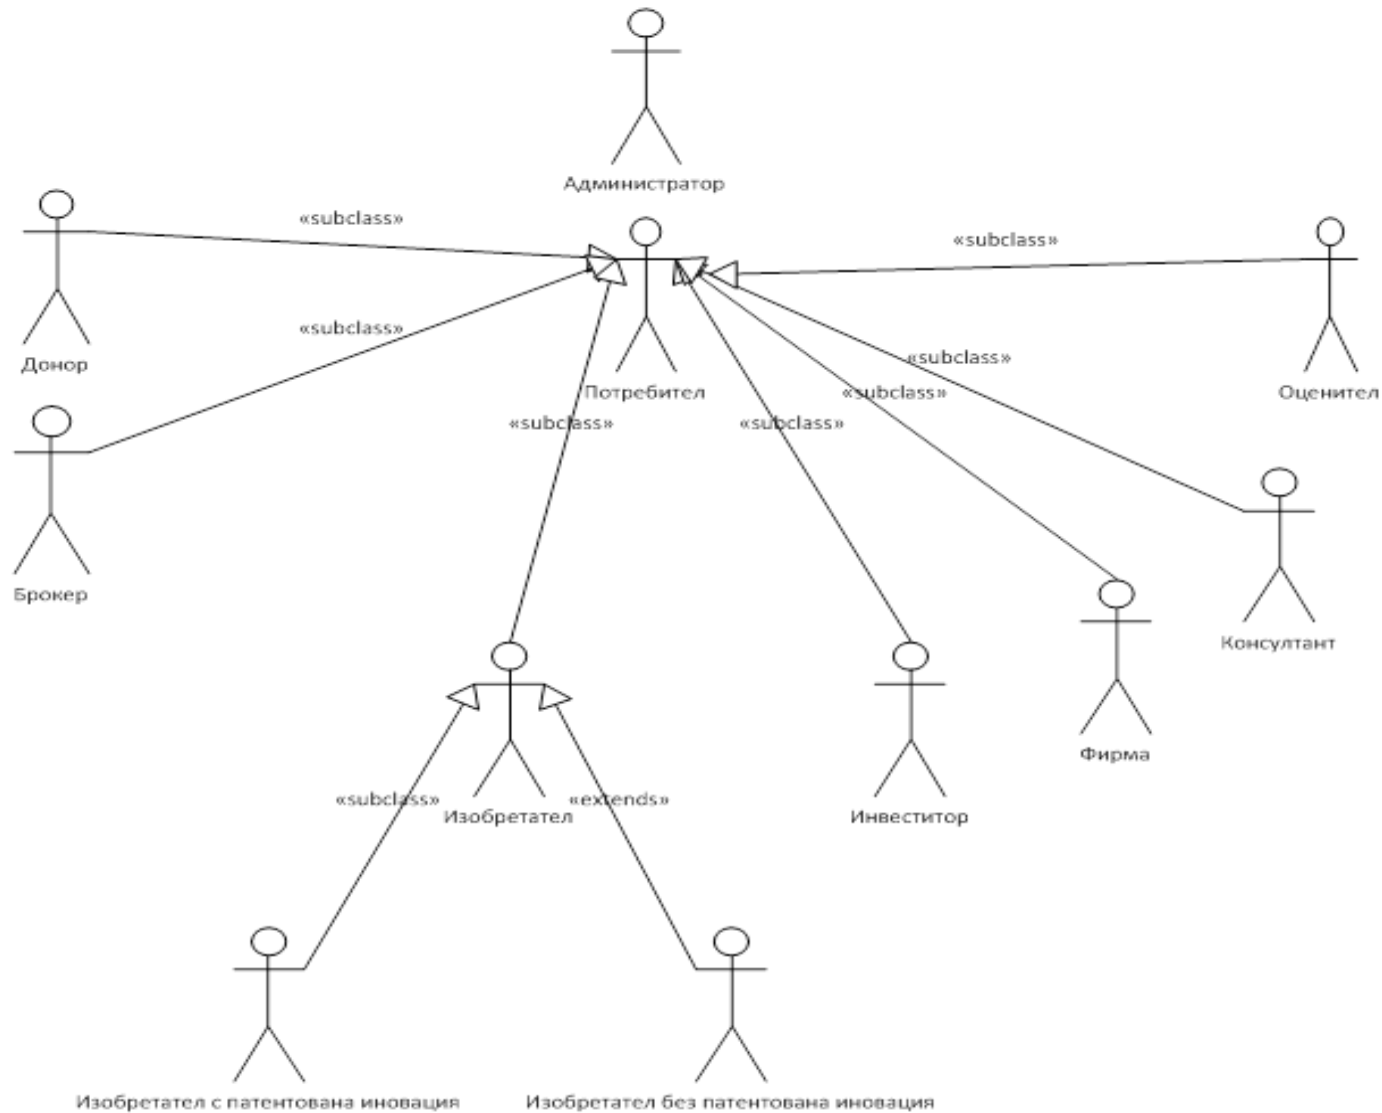 Администратор
«subclass»
«subclass»
Донор
«subclass»
«subclass»
Потребител
«subclass»
Оценител
«subclass»
«subclass»
Брокер
Консултант
Фирма
«subclass»
«extends»
Изобретател
Инвеститор
Изобретател с патентована иновация
Изобретател без патентована иновация